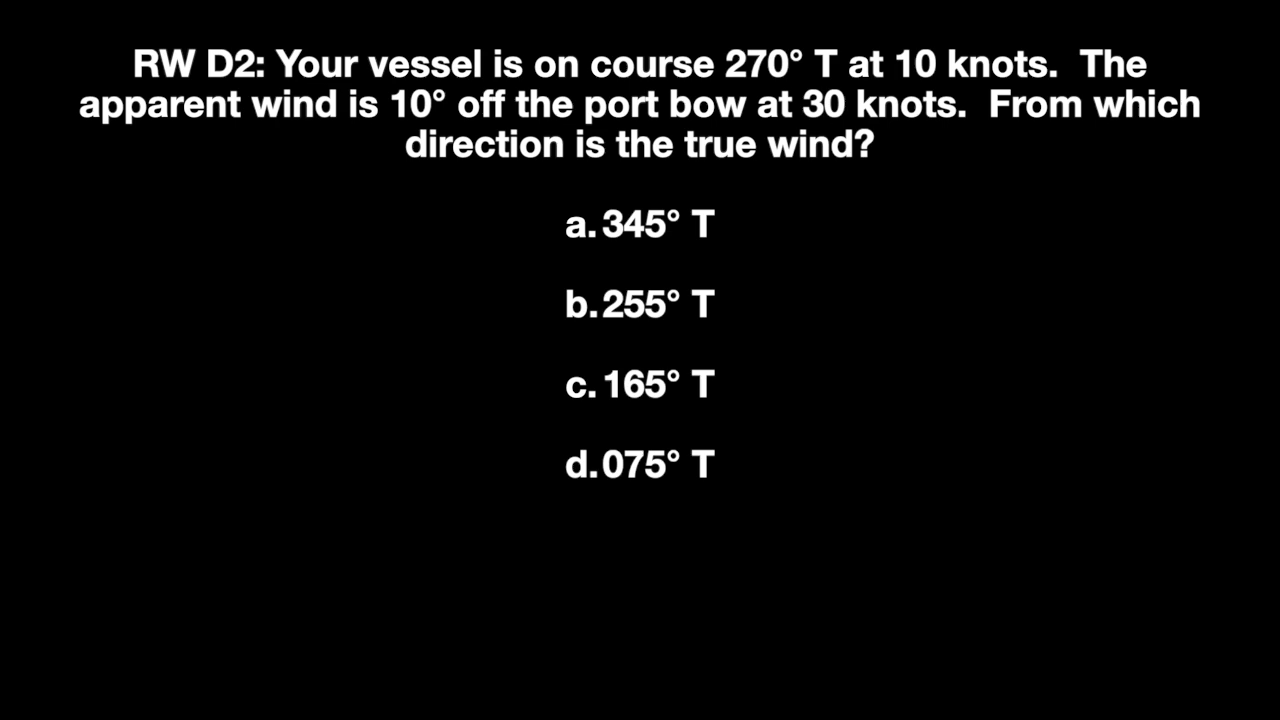 RW D2: Your vessel is on course 270° T at 10 knots.  The
apparent wind is 10° off the port bow at 30 knots.  From which
direction is the true wind?
a. 345° T
b. 255° T
c. 165° T
d. 075° T